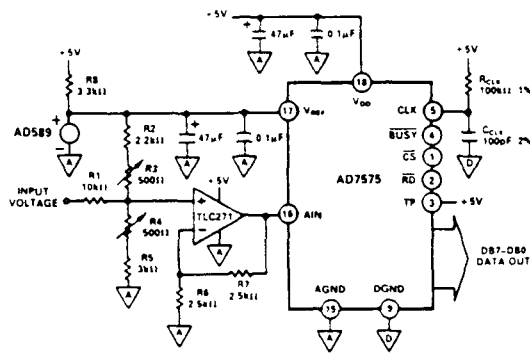 -5V
+
47µF
0.1µF
A
A
+5V
R8
3.3kΩ
AD589
+
-
A
R2
2.2kΩ
R3
500Ω
+
47µF
0.1µF
A
A
17
VREF
18
VDD
+5V
RCLK
100kΩ 1%
CLK
5
CCLK
100pF 2%
D
BUSY
4
CS
1
RD
2
TP
3
+5V
AD7575
INPUT
VOLTAGE
R1
10kΩ
R4
500Ω
R5
3kΩ
A
+5V
+
TLC271
-
A
16
AIN
R7
2.5kΩ
R6
2.5kΩ
A
AGND
DGND
15
9
A
D
DB7-DB0
DATA OUT